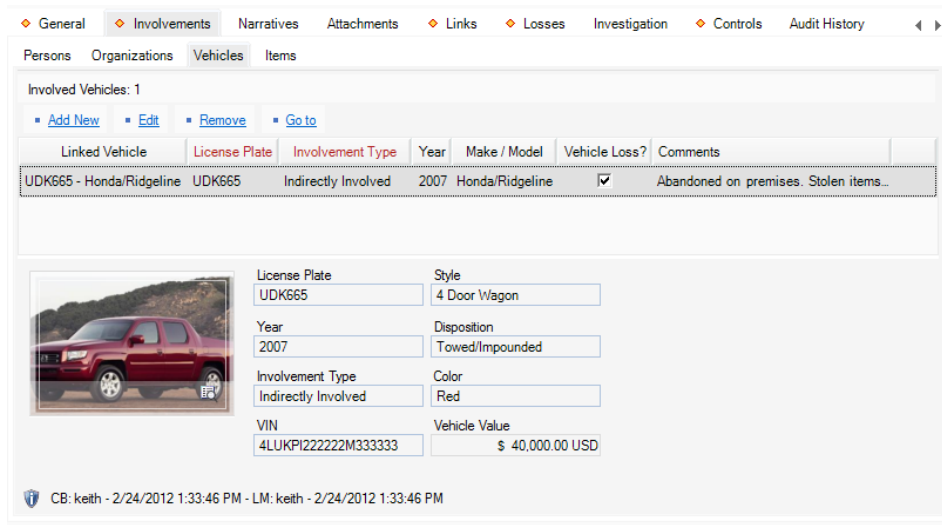 General Involvements Narratives Attachments Links Losses Investigation Controls Audit History
Persons Organizations Vehicles Items
Involved Vehicles: 1
Add New Edit Remove Go to
Linked Vehicle License Plate Involvement Type Year Make / Model Vehicle Loss? Comments
UDK665 - Honda/Ridgeline UDK665 Indirectly Involved 2007 Honda/Ridgeline Abandoned on premises. Stolen items...
License Plate Style
UDK665 4 Door Wagon
Year Disposition
2007 Towed/Impounded
Involvement Type Color
Indirectly Involved Red
VIN Vehicle Value
4LUKPI222222M333333 $ 40,000.00 USD
CB: keith - 2/24/2012 1:33:46 PM - LM: keith - 2/24/2012 1:33:46 PM